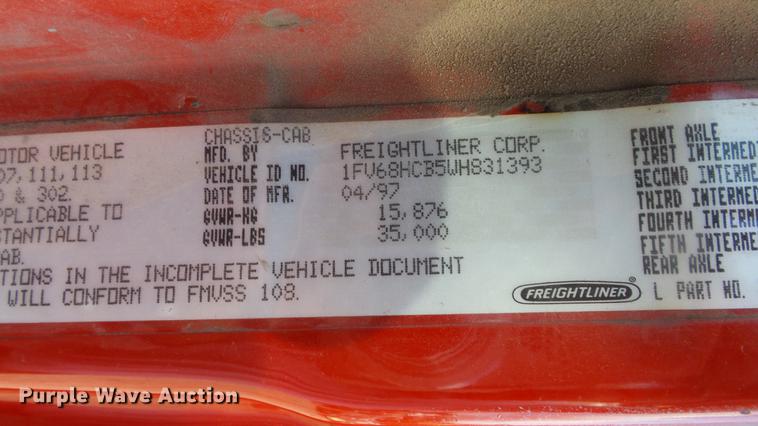 CHASSIS-CAB
OTOR VEHICLE MFD. BY FREIGHTLINER CORP. FRONT AXLE
07,111,113 VEHICLE ID NO. 1FV68HCB5WH831393 FIRST INTERMED
& 302. DATE OF MFR. 04/97 SECOND INTERME
PPLICABLE TO GVWR-KG 15,876 THIRD INTERMED
STANTIALLY GVWR-LBS 35,000 FOURTH INTERME
AB. FIFTH INTERME
TIONS IN THE INCOMPLETE VEHICLE DOCUMENT REAR AXLE
WILL CONFORM TO FMVSS 108. FREIGHTLINER® L PART NO.
Purple Wave Auction